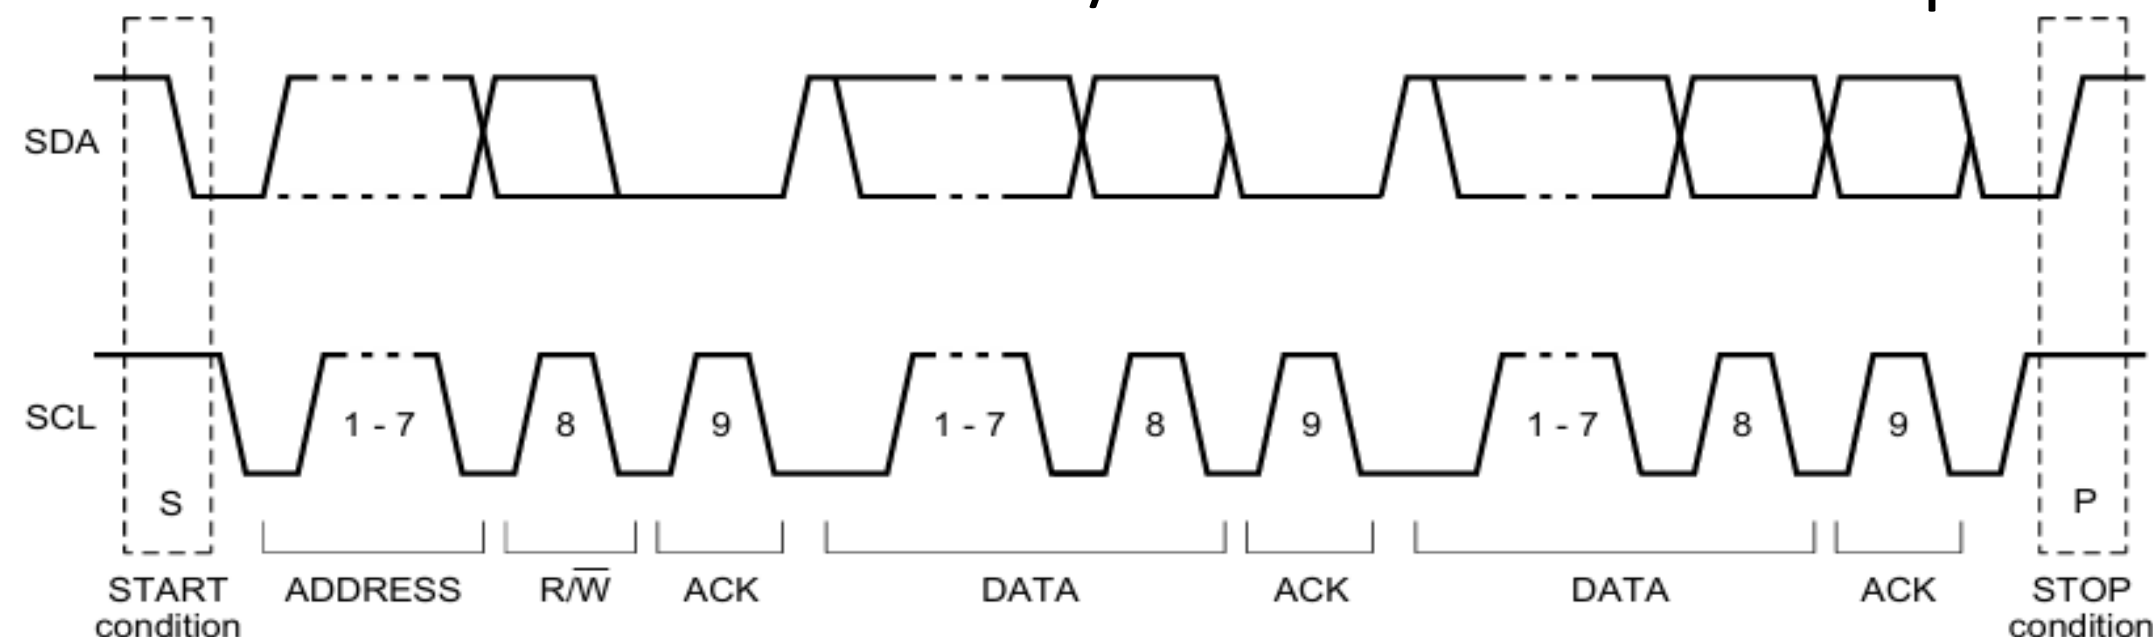 SDA
SCL
1 - 7 8 9 1 - 7 8 9 1 - 7 8 9
S P
START condition ADDRESS R/W̅ ACK DATA ACK DATA ACK STOP condition